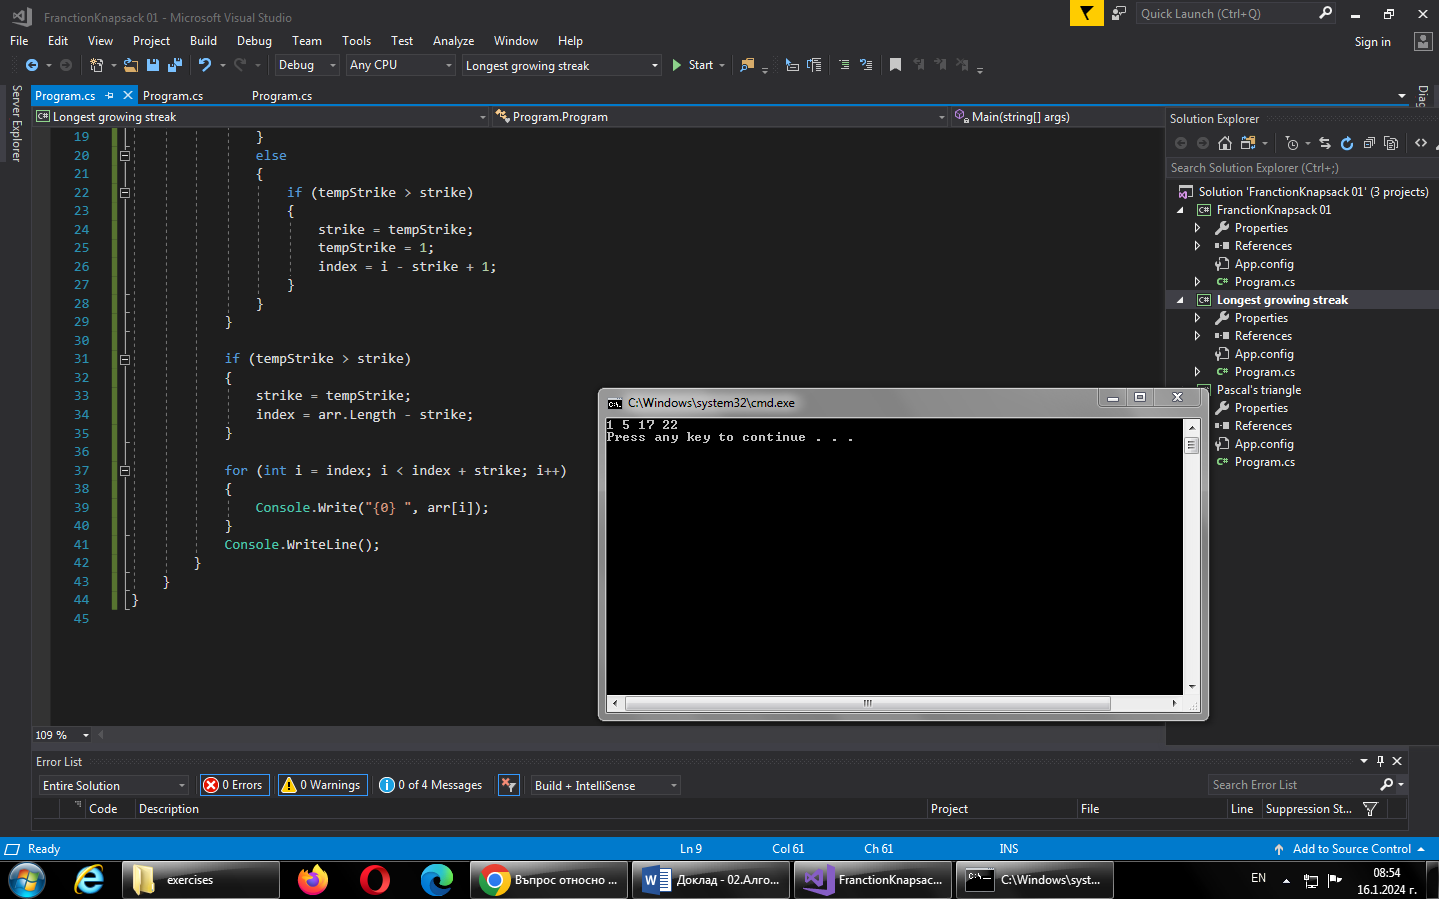 FranctionKnapsack 01 - Microsoft Visual Studio
Quick Launch (Ctrl+Q)
File Edit View Project Build Debug Team Tools Test Analyze Window Help
Sign in
Debug Any CPU Longest growing streak Start
Server Explorer
Program.cs Program.cs Program.cs
Diag
Longest growing streak Program.Program Main(string[] args)
19 }
20 else
21 {
22 if (tempStrike > strike)
23 {
24 strike = tempStrike;
25 tempStrike = 1;
26 index = i - strike + 1;
27 }
28 }
29 }
30
31 if (tempStrike > strike)
32 {
33 strike = tempStrike;
34 index = arr.Length - strike;
35 }
36
37 for (int i = index; i < index + strike; i++)
38 {
39 Console.Write("{0} ", arr[i]);
40 }
41 Console.WriteLine();
42 }
43 }
44 }
45
109 %
Solution Explorer
Search Solution Explorer (Ctrl+;)
Solution 'FranctionKnapsack 01' (3 projects)
C# FranctionKnapsack 01
Properties
References
App.config
C# Program.cs
C# Longest growing streak
Properties
References
App.config
C# Program.cs
Pascal's triangle
Properties
References
App.config
C# Program.cs
C:\Windows\system32\cmd.exe
1 5 17 22
Press any key to continue . . .
Error List
Entire Solution 0 Errors 0 Warnings 0 of 4 Messages Build + IntelliSense Search Error List
Code Description Project File Line Suppression St...
Ready Ln 9 Col 61 Ch 61 INS Add to Source Control
exercises
Въпрос относно ...
Доклад - 02.Алго...
FranctionKnapsac...
C:\Windows\syst...
EN
08:54
16.1.2024 г.